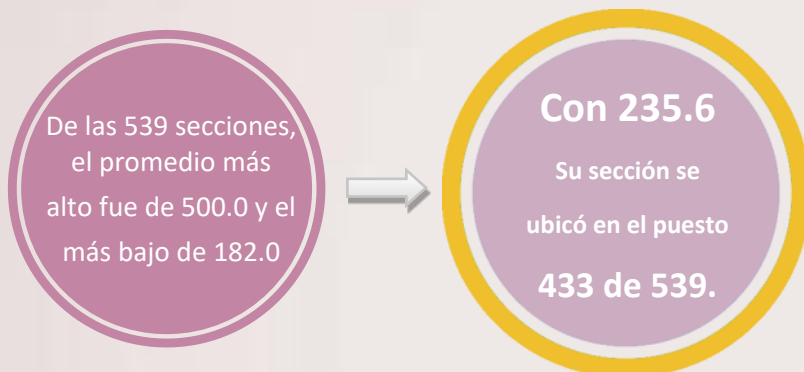 De las 539 secciones,
el promedio más
alto fue de 500.0 y el
más bajo de 182.0
Con 235.6
Su sección se
ubicó en el puesto
433 de 539.